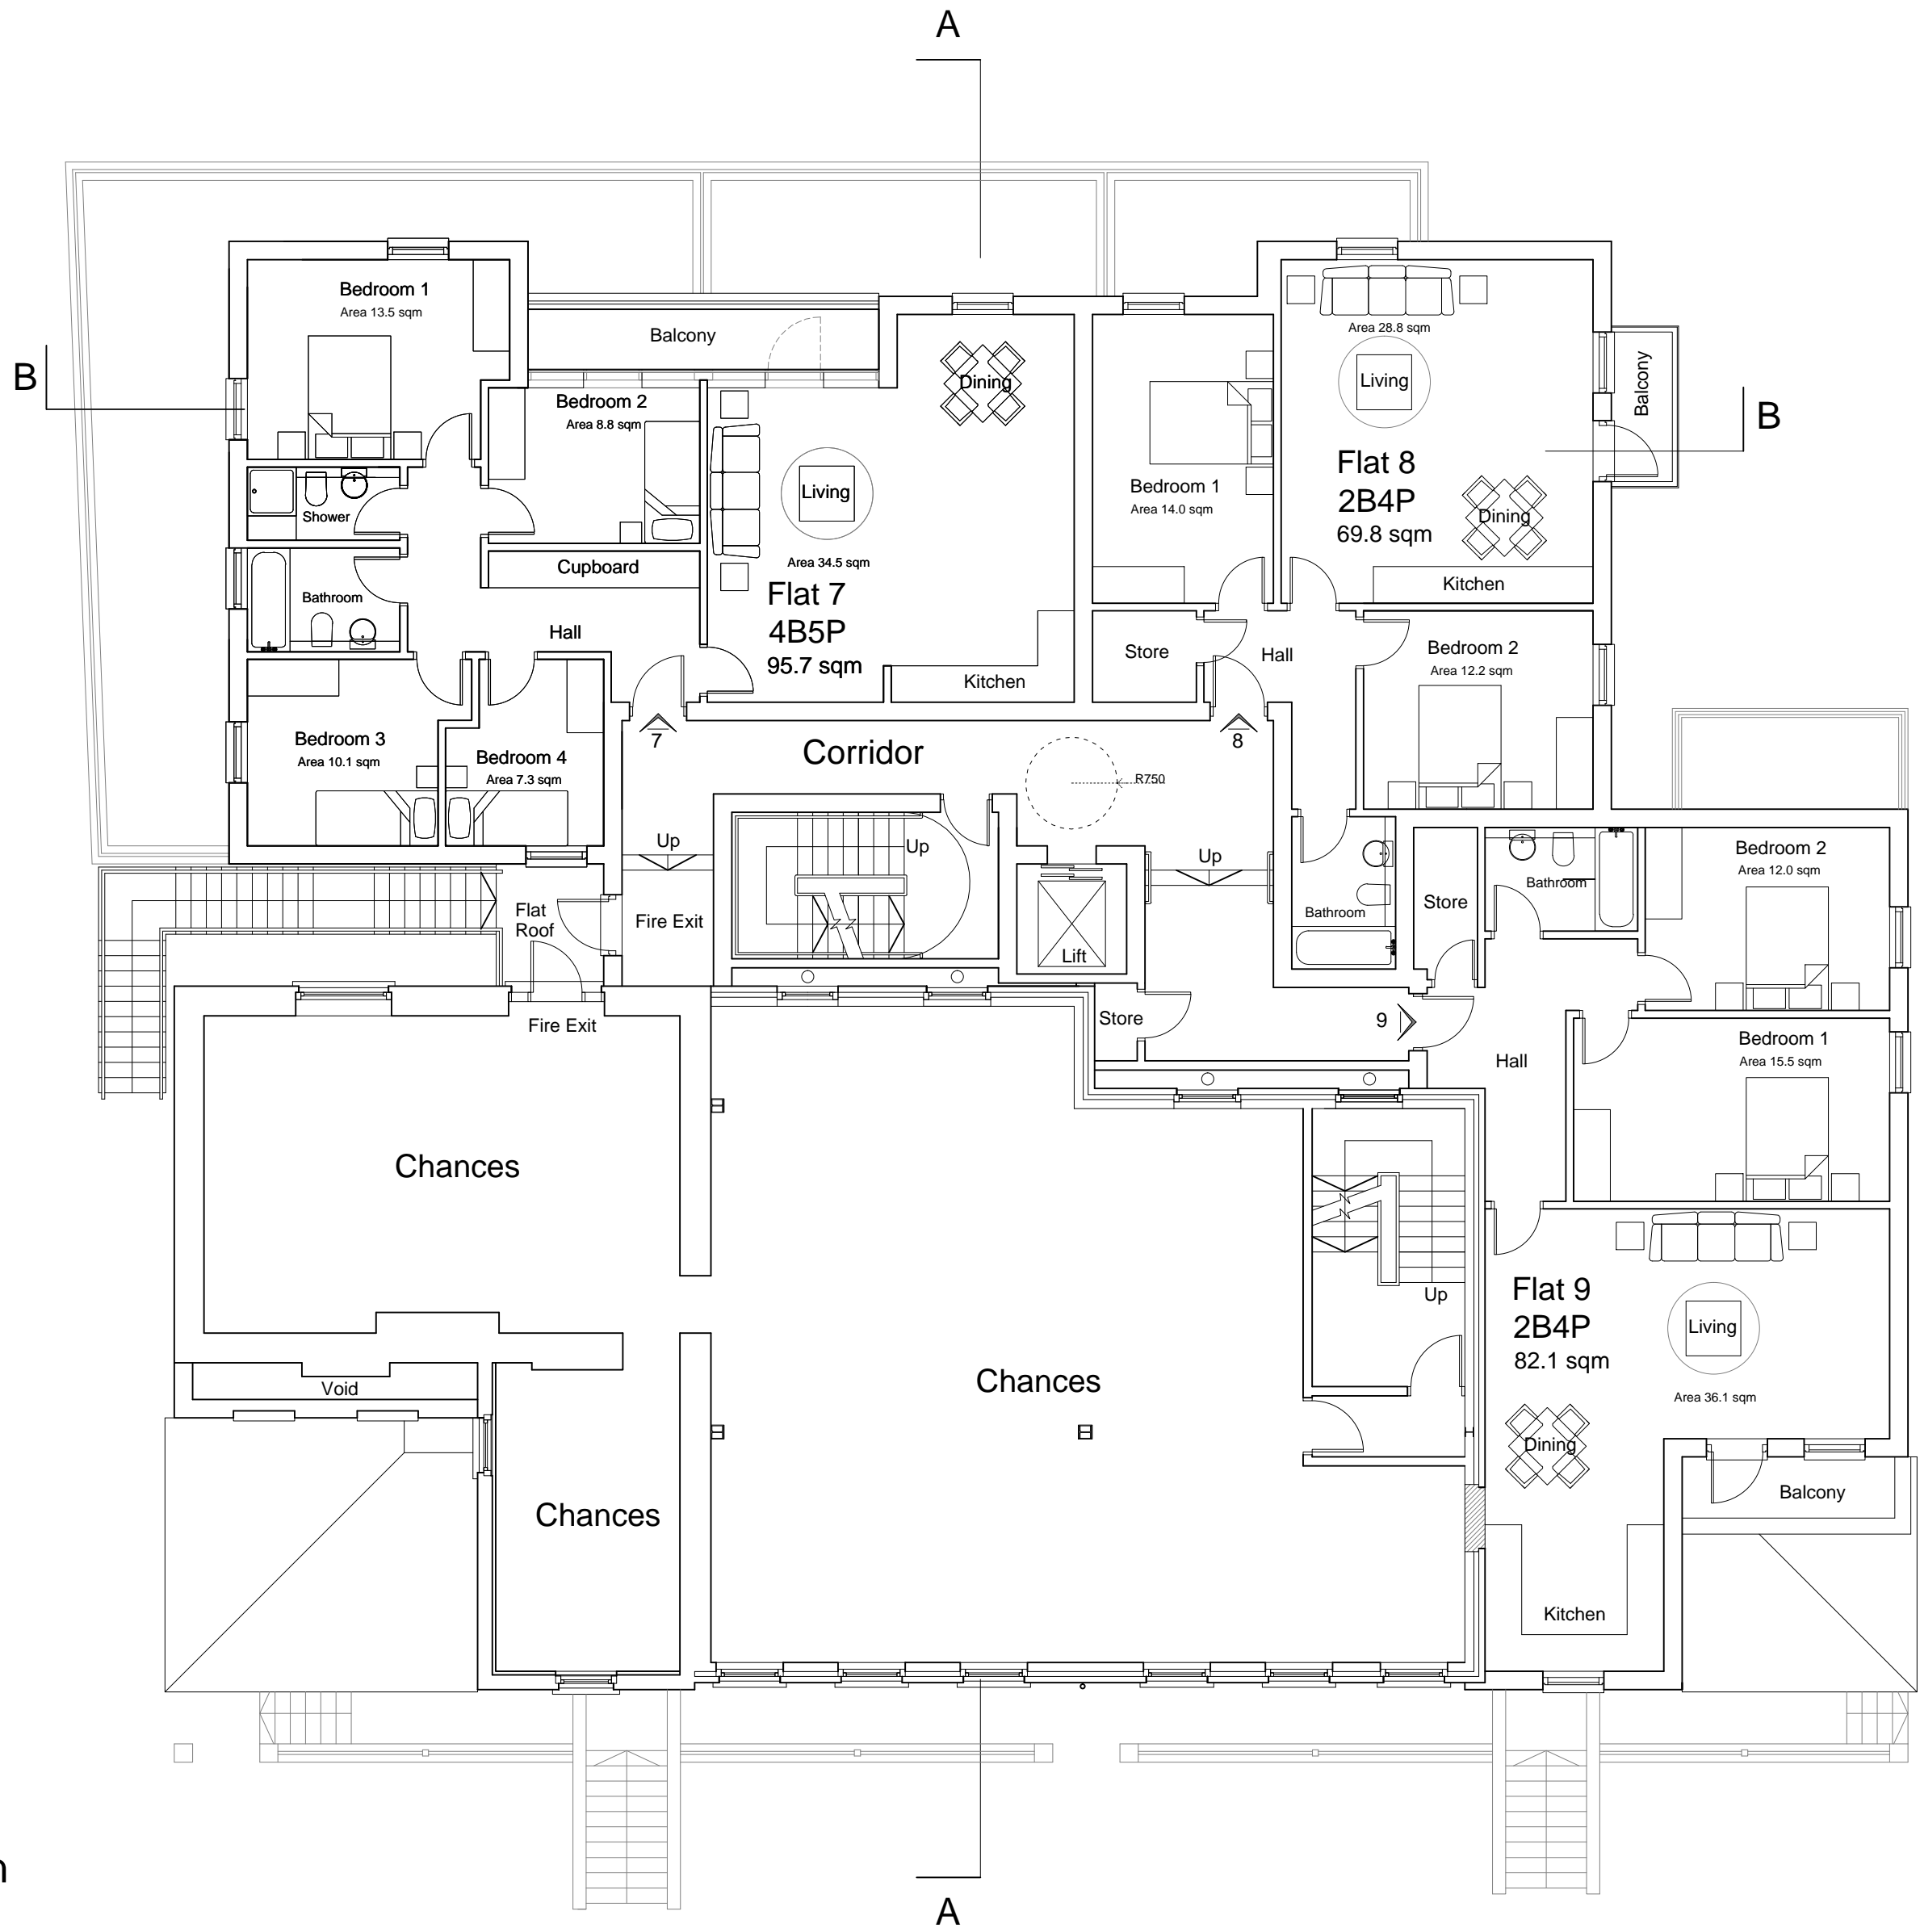 A
Bedroom 1
Area 13.5 sqm
Balcony
Area 28.8 sqm
Living
Balcony
B
B
Dining
Bedroom 2
Area 8.8 sqm
Flat 8
2B4P
69.8 sqm
Living
Bedroom 1
Area 14.0 sqm
Dining
Shower
Area 34.5 sqm
Cupboard
Flat 7
4B5P
95.7 sqm
Kitchen
Bathroom
Hall
Store
Hall
Bedroom 2
Area 12.2 sqm
Kitchen
Bedroom 3
Area 10.1 sqm
Bedroom 4
Area 7.3 sqm
7
Corridor
8
R750
Up
Up
Up
Bedroom 2
Area 12.0 sqm
Bathroom
Flat
Roof
Fire Exit
Store
Bathroom
Lift
Fire Exit
Store
9
Hall
Bedroom 1
Area 15.5 sqm
Chances
Up
Flat 9
2B4P
82.1 sqm
Living
Area 36.1 sqm
Void
Chances
Dining
Balcony
Chances
Kitchen
n
A